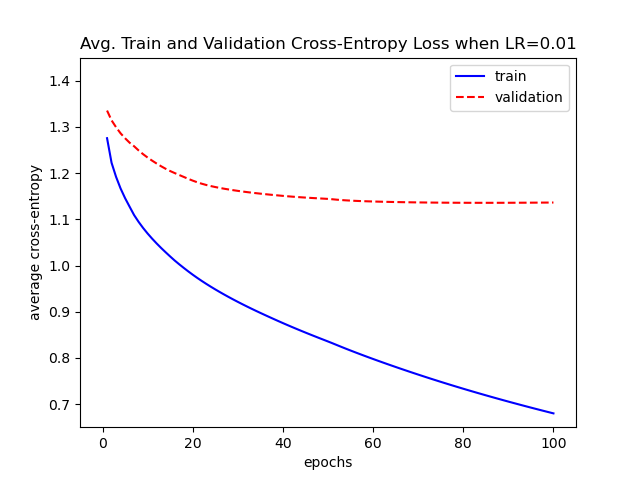 Avg. Train and Validation Cross-Entropy Loss when LR=0.01
train
validation
average cross-entropy
1.4
1.3
1.2
1.1
1.0
0.9
0.8
0.7
0 20 40 60 80 100
epochs